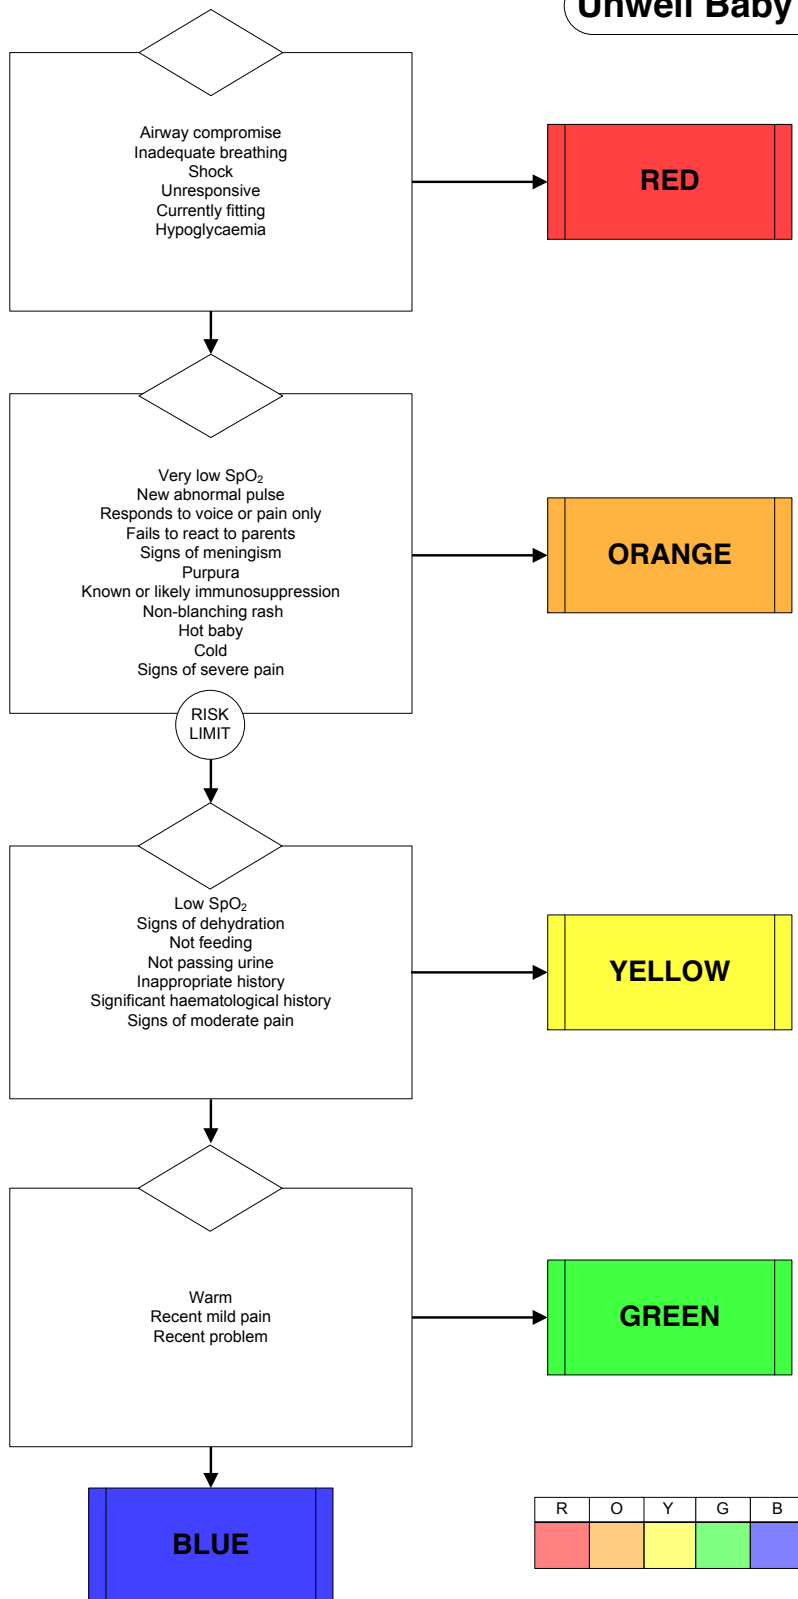 Unwell Baby
Airway compromise
Inadequate breathing
Shock
Unresponsive
Currently fitting
Hypoglycaemia
RED
Very low SpO₂
New abnormal pulse
Responds to voice or pain only
Fails to react to parents
Signs of meningism
Purpura
Known or likely immunosuppression
Non-blanching rash
Hot baby
Cold
Signs of severe pain
ORANGE
RISK
LIMIT
Low SpO₂
Signs of dehydration
Not feeding
Not passing urine
Inappropriate history
Significant haematological history
Signs of moderate pain
YELLOW
Warm
Recent mild pain
Recent problem
GREEN
BLUE
R O Y G B